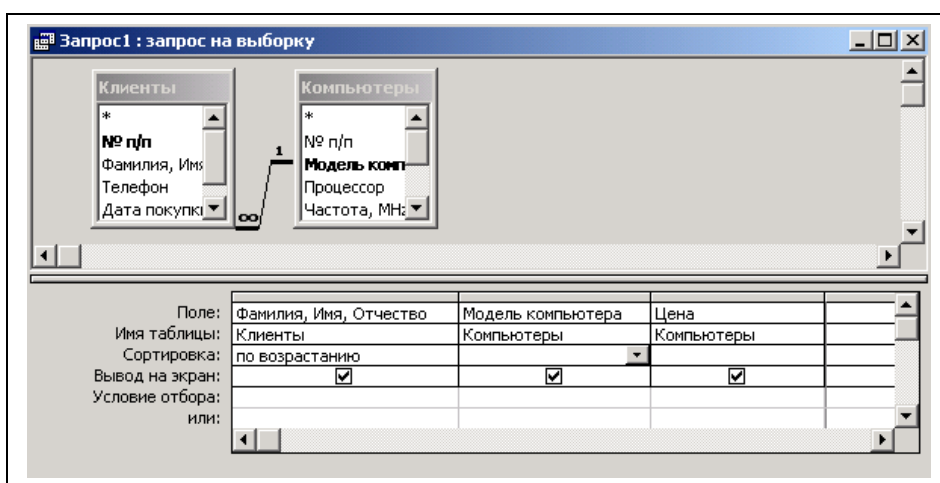 Запрос1 : запрос на выборку
Клиенты
*
№ п/п
Фамилия, Имя
Телефон
Дата покупки
∞
1
Компьютеры
*
№ п/п
Модель комп
Процессор
Частота, MHz
Поле: Фамилия, Имя, Отчество Модель компьютера Цена
Имя таблицы: Клиенты Компьютеры Компьютеры
Сортировка: по возрастанию
Вывод на экран:
Условие отбора:
или: